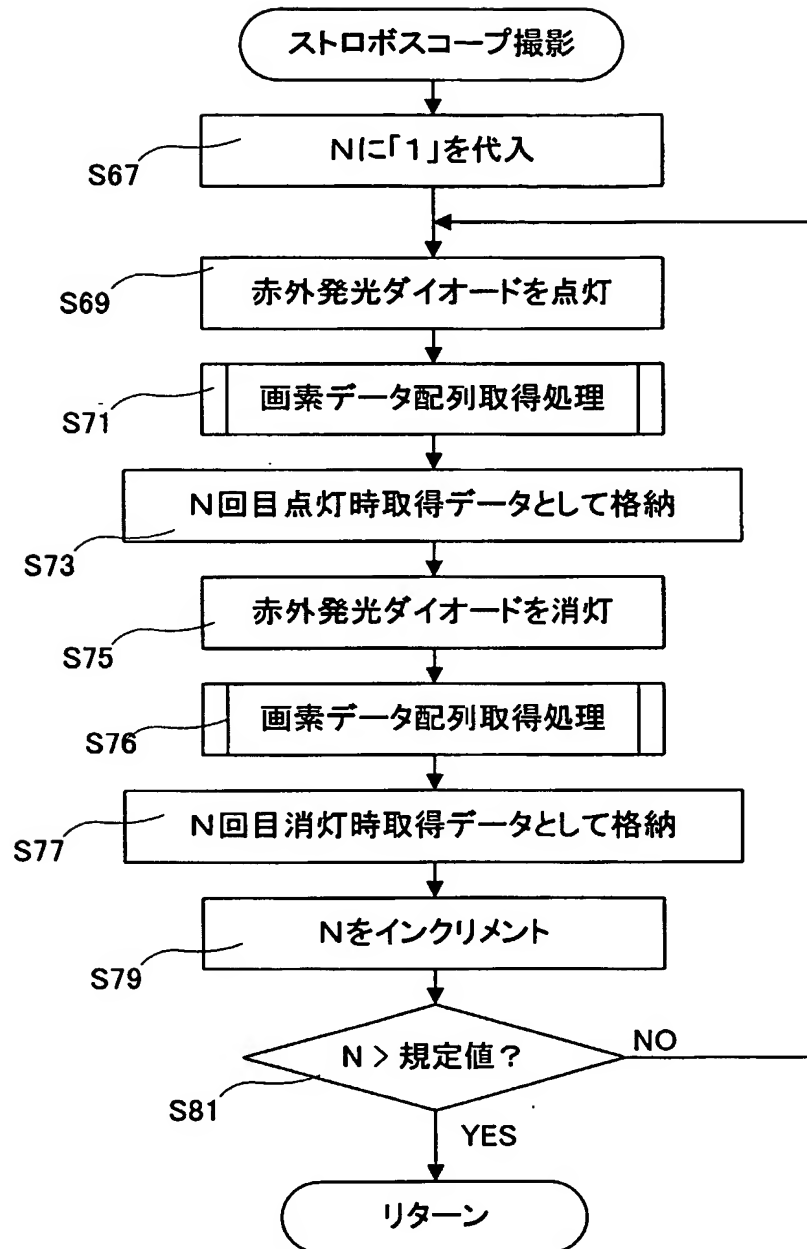 ストロボスコープ撮影
Nに「1」を代入
S67
赤外発光ダイオードを点灯
S69
画素データ配列取得処理
S71
N回目点灯時取得データとして格納
S73
赤外発光ダイオードを消灯
S75
画素データ配列取得処理
S76
N回目消灯時取得データとして格納
S77
Nをインクリメント
S79
N > 規定値?
NO
S81
YES
リターン